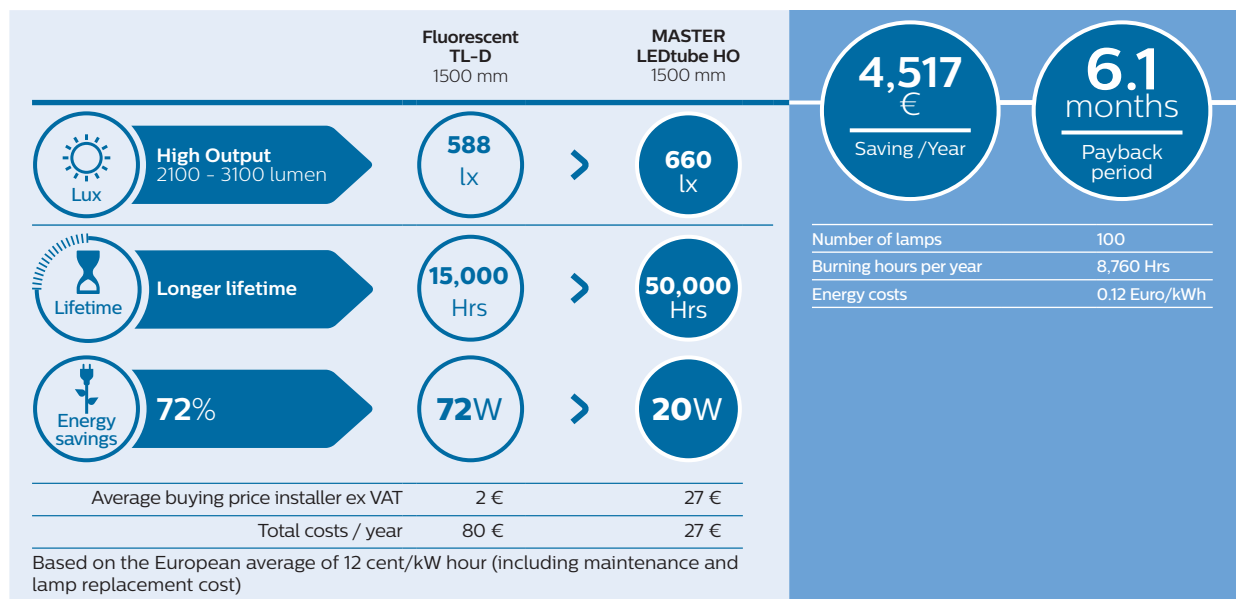 Fluorescent
TL-D
1500 mm
MASTER
LEDtube HO
1500 mm
Lux
High Output
2100 - 3100 lumen
588
lx
>
660
lx
Lifetime
Longer lifetime
15,000
Hrs
>
50,000
Hrs
Energy
savings
72%
72W
>
20W
Average buying price installer ex VAT 2 € 27 €
Total costs / year 80 € 27 €
Based on the European average of 12 cent/kW hour (including maintenance and
lamp replacement cost)
4,517
€
Saving /Year
6.1
months
Payback
period
Number of lamps 100
Burning hours per year 8,760 Hrs
Energy costs 0.12 Euro/kWh